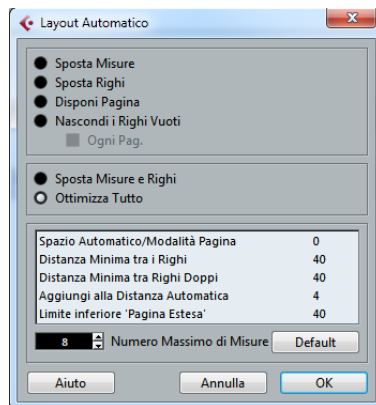 Layout Automatico
Sposta Misure
Sposta Righi
Disponi Pagina
Nascondi i Righi Vuoti
Ogni Pag.
Sposta Misure e Righi
Ottimizza Tutto
Spazio Automatico/Modalità Pagina 0
Distanza Minima tra i Righi 40
Distanza Minima tra Righi Doppi 40
Aggiungi alla Distanza Automatica 4
Limite inferiore 'Pagina Estesa' 40
8 Numero Massimo di Misure Default
Aiuto Annulla OK